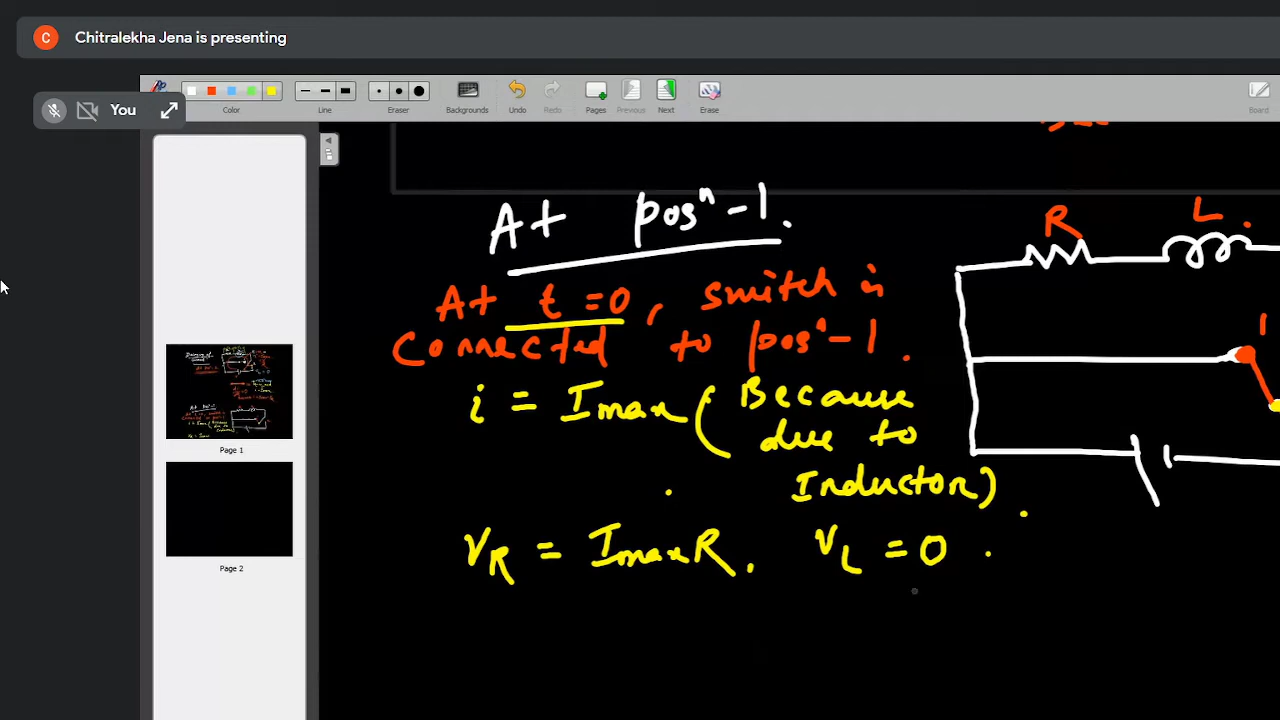 C Chitralekha Jena is presenting
You
Color Line Eraser Backgrounds Undo Redo Pages Previous Next Erase Board
At posⁿ-1.
At t = 0, switch is
connected to posⁿ-1.
i = Imax (Because
due to
Inductor)
VR = ImaxR. VL = 0
R L
1
Page 1
Page 2